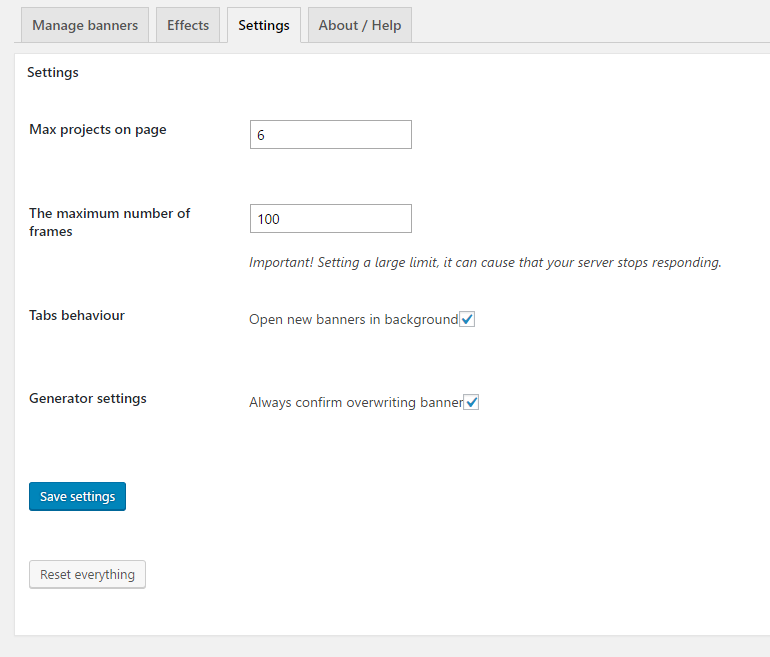 Manage banners
Effects
Settings
About / Help
Settings
Max projects on page
6
The maximum number of
frames
100
Important! Setting a large limit, it can cause that your server stops responding.
Tabs behaviour
Open new banners in background
Generator settings
Always confirm overwriting banner
Save settings
Reset everything